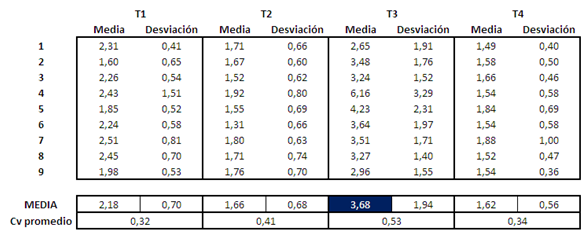 T1 T2 T3 T4
Media Desviación Media Desviación Media Desviación Media Desviación
1 2,31 0,41 1,71 0,66 2,65 1,91 1,49 0,40
2 1,60 0,65 1,67 0,60 3,48 1,76 1,58 0,50
3 2,26 0,54 1,52 0,62 3,24 1,52 1,66 0,46
4 2,43 1,51 1,92 0,80 6,16 3,29 1,54 0,58
5 1,85 0,52 1,55 0,69 4,23 2,31 1,84 0,69
6 2,24 0,58 1,31 0,66 3,64 1,97 1,54 0,58
7 2,51 0,81 1,80 0,63 3,51 1,71 1,88 1,00
8 2,45 0,70 1,71 0,74 3,27 1,40 1,52 0,47
9 1,98 0,53 1,76 0,70 2,96 1,55 1,54 0,36
MEDIA 2,18 0,70 1,66 0,68 3,68 1,94 1,62 0,56
Cv promedio 0,32 0,41 0,53 0,34